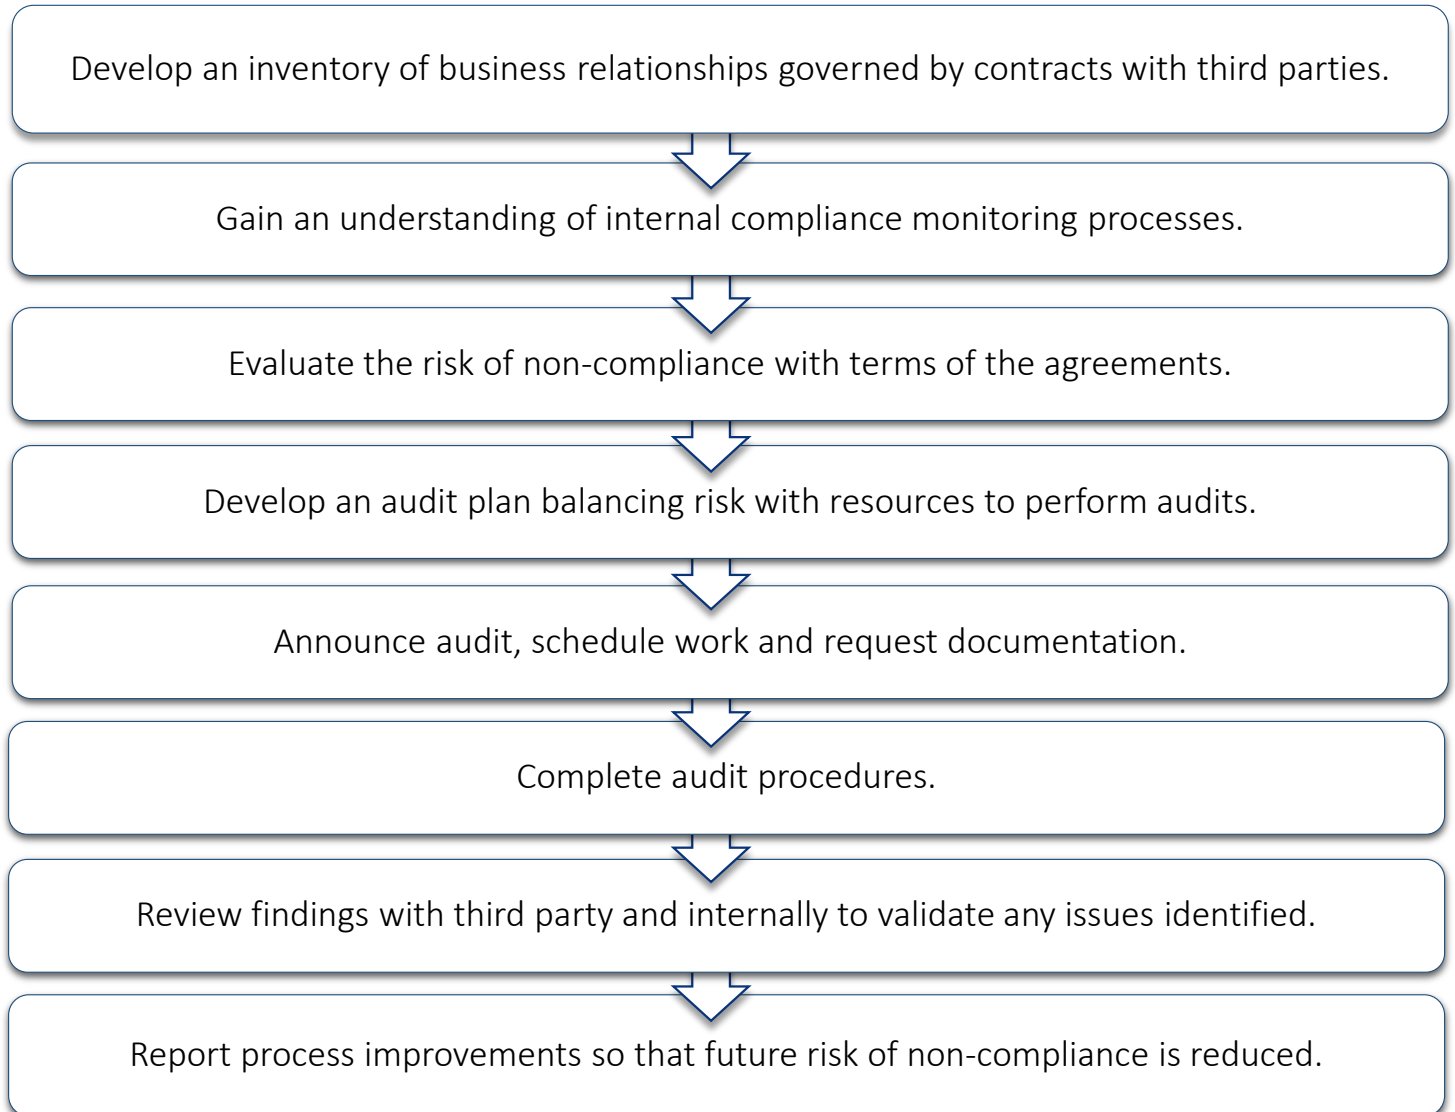 Develop an inventory of business relationships governed by contracts with third parties.
Gain an understanding of internal compliance monitoring processes.
Evaluate the risk of non-compliance with terms of the agreements.
Develop an audit plan balancing risk with resources to perform audits.
Announce audit, schedule work and request documentation.
Complete audit procedures.
Review findings with third party and internally to validate any issues identified.
Report process improvements so that future risk of non-compliance is reduced.